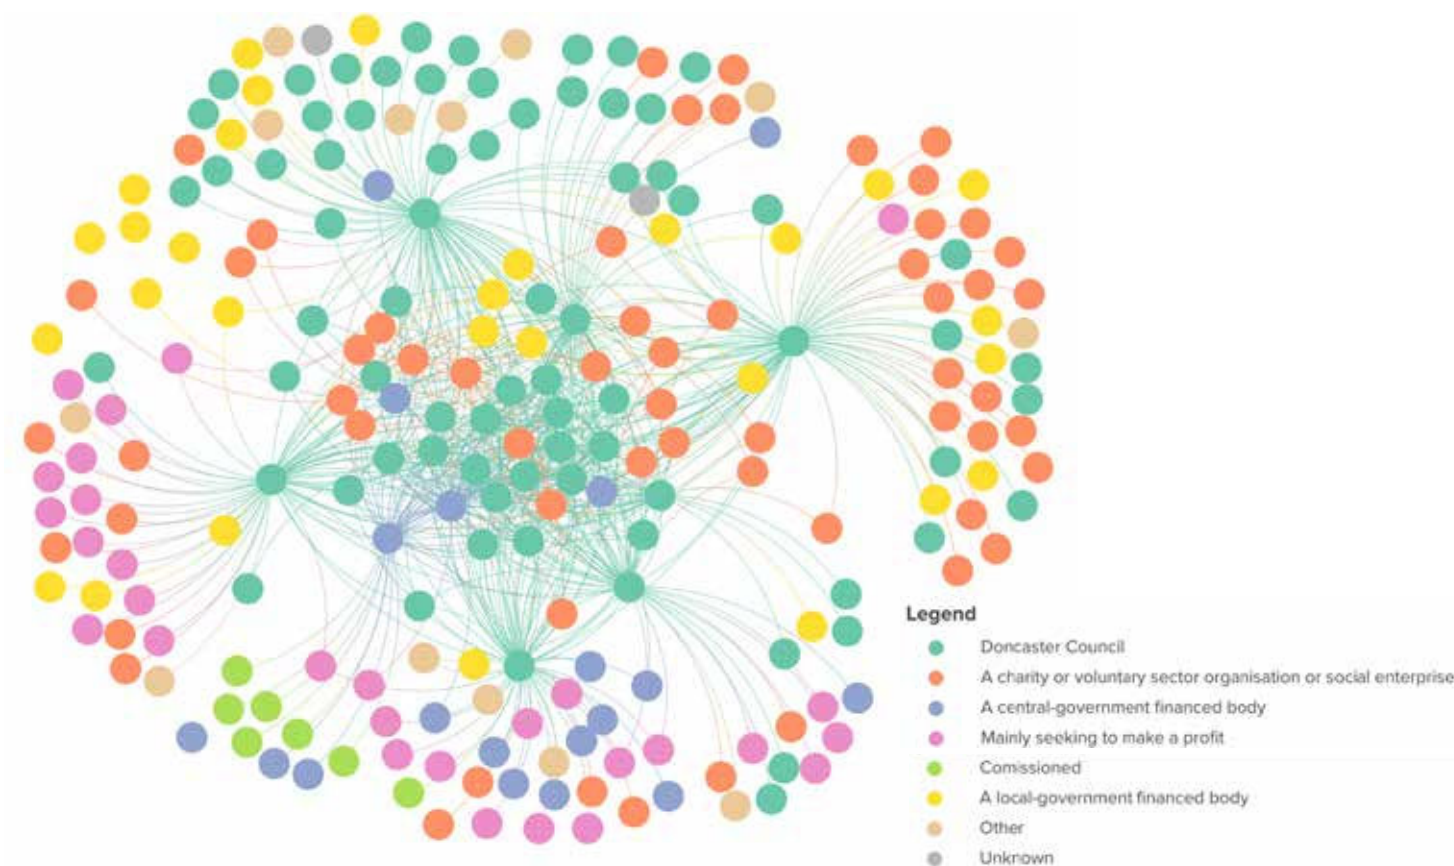 Legend
Doncaster Council
A charity or voluntary sector organisation or social enterprise
A central-government financed body
Mainly seeking to make a profit
Comissioned
A local-government financed body
Other
Unknown